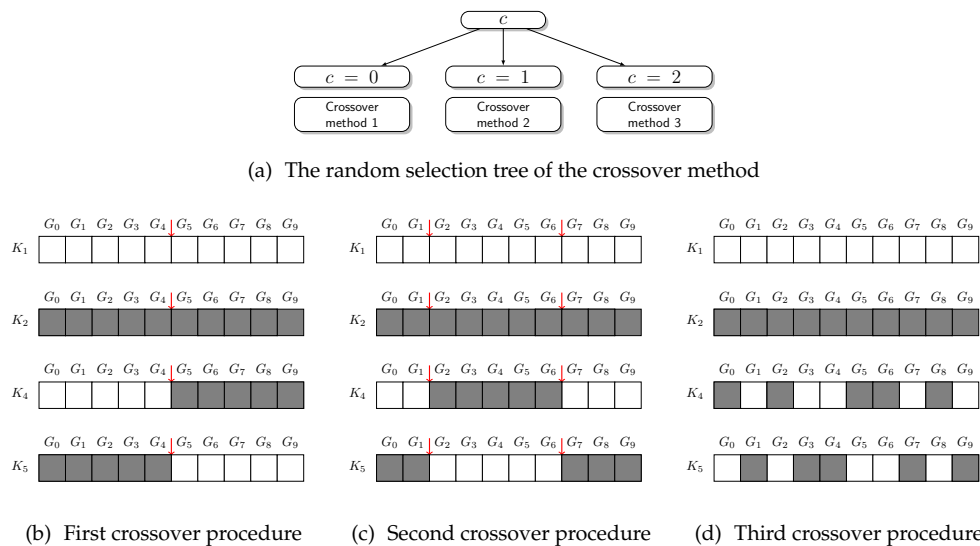 c
c = 0 c = 1 c = 2
Crossover method 1 Crossover method 2 Crossover method 3
(a) The random selection tree of the crossover method
G0 G1 G2 G3 G4 G5 G6 G7 G8 G9 G0 G1 G2 G3 G4 G5 G6 G7 G8 G9 G0 G1 G2 G3 G4 G5 G6 G7 G8 G9
K1 K1 K1
G0 G1 G2 G3 G4 G5 G6 G7 G8 G9 G0 G1 G2 G3 G4 G5 G6 G7 G8 G9 G0 G1 G2 G3 G4 G5 G6 G7 G8 G9
K2 K2 K2
G0 G1 G2 G3 G4 G5 G6 G7 G8 G9 G0 G1 G2 G3 G4 G5 G6 G7 G8 G9 G0 G1 G2 G3 G4 G5 G6 G7 G8 G9
K4 K4 K4
G0 G1 G2 G3 G4 G5 G6 G7 G8 G9 G0 G1 G2 G3 G4 G5 G6 G7 G8 G9 G0 G1 G2 G3 G4 G5 G6 G7 G8 G9
K5 K5 K5
(b) First crossover procedure (c) Second crossover procedure (d) Third crossover procedure